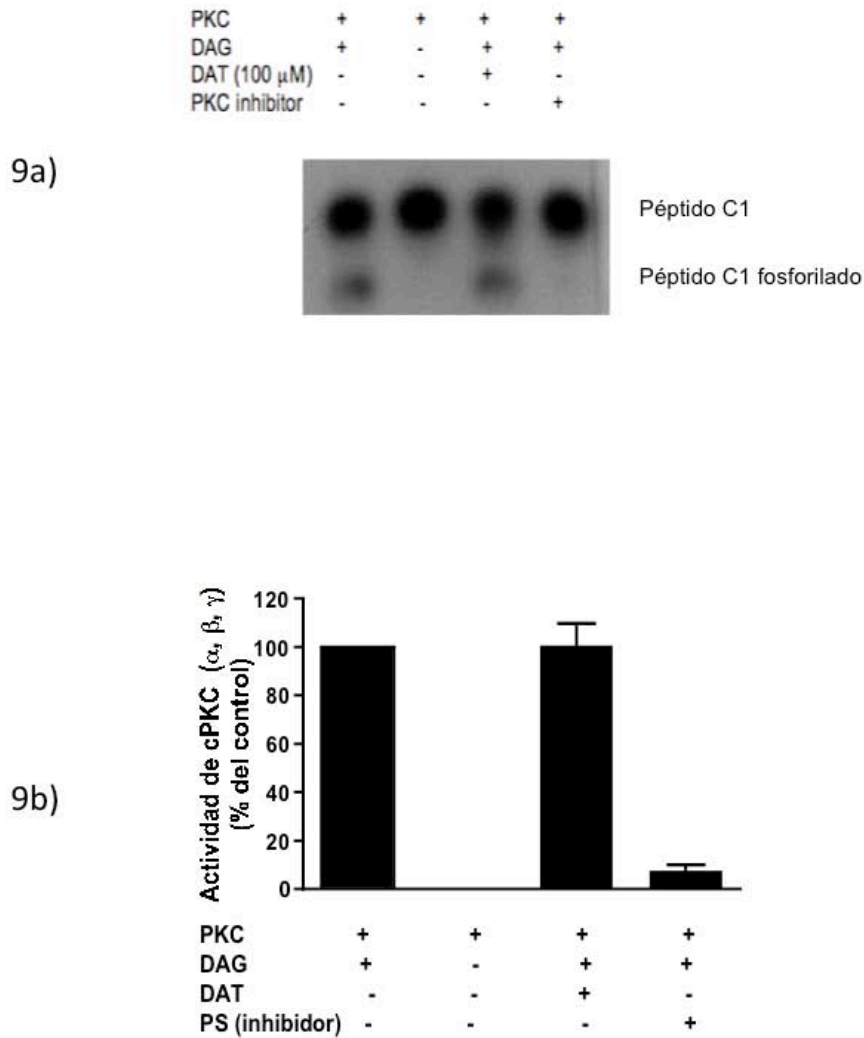 PKC + + + +
DAG + - + +
DAT (100 µM) - - + -
PKC inhibitor - - - +
9a)
Péptido C1
Péptido C1 fosforilado
9b)
Actividad de cPKC (α, β, γ)
(% del control)
120
100
80
60
40
20
0
PKC + + + +
DAG + - + +
DAT - - + -
PS (inhibidor) - - - +